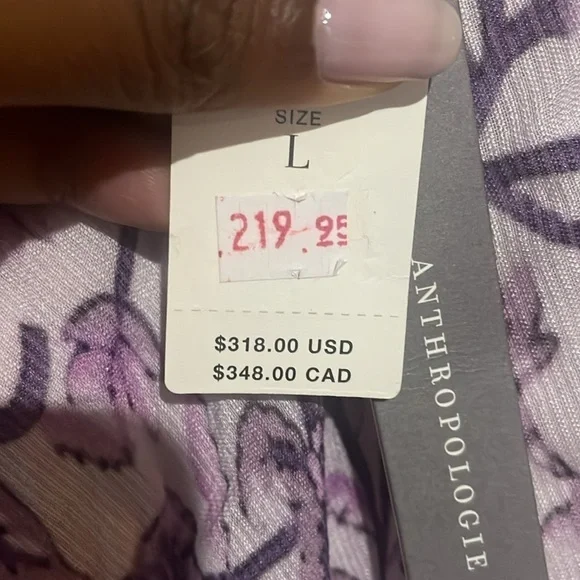 SIZE
L
.219.95
$318.00 USD
$348.00 CAD
ANTHROPOLOGIE